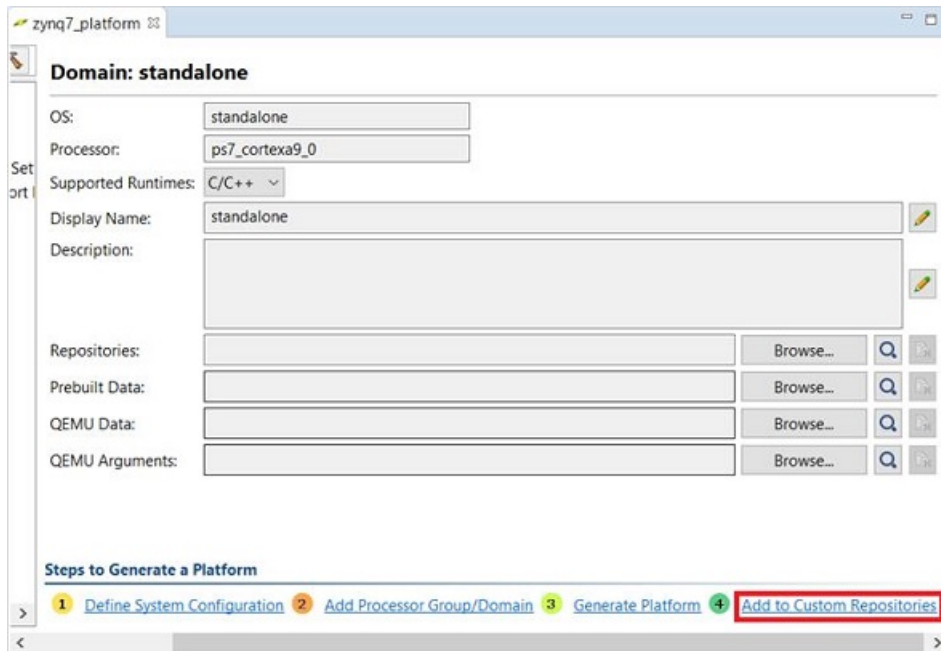 zynq7_platform
Domain: standalone
OS: standalone
Processor: ps7_cortexa9_0
Set
Supported Runtimes: C/C++
ort
Display Name: standalone
Description:
Repositories: Browse...
Prebuilt Data: Browse...
QEMU Data: Browse...
QEMU Arguments: Browse...
Steps to Generate a Platform
1 Define System Configuration 2 Add Processor Group/Domain 3 Generate Platform 4 Add to Custom Repositories